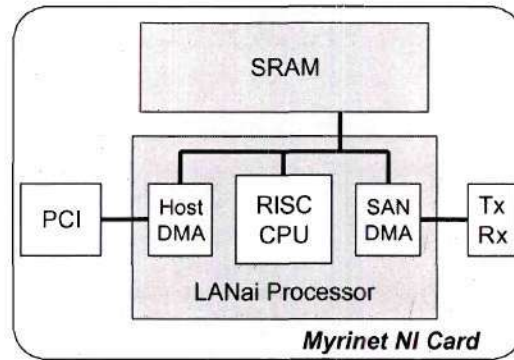 SRAM
PCI
Host
DMA
RISC
CPU
SAN
DMA
Tx
Rx
LANai Processor
Myrinet NI Card